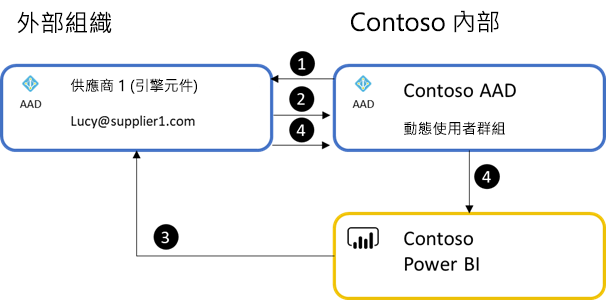 外部組織
Contoso 內部
AAD
供應商 1 (引擎元件)
Lucy@supplier1.com
1
2
4
AAD
Contoso AAD
動態使用者群組
4
3
Contoso
Power BI